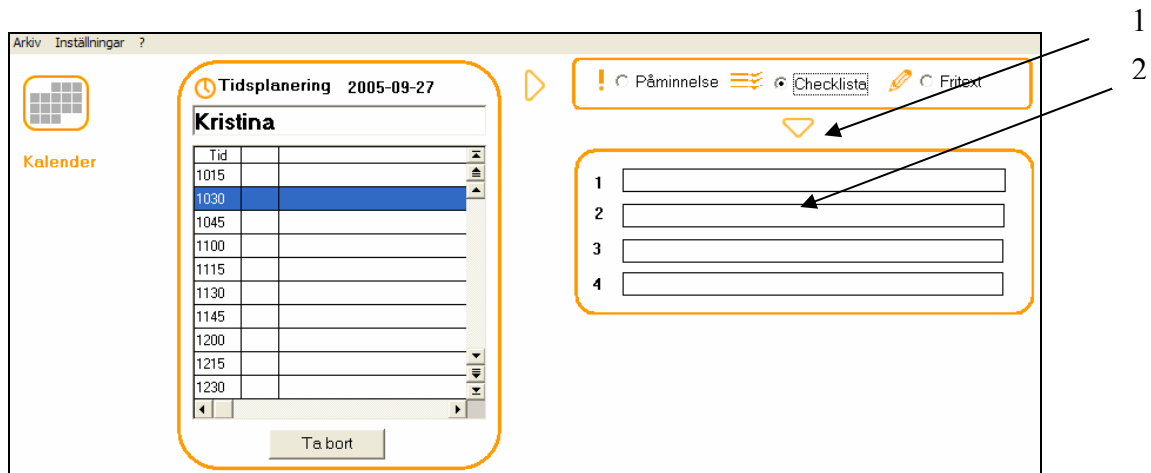 1
Arkiv Inställningar ?
2
Tidsplanering 2005-09-27
! Påminnelse Checklista Fritext
Kristina
Kalender
Tid
1015
1030
1045
1100
1115
1130
1145
1200
1215
1230
Ta bort
1
2
3
4